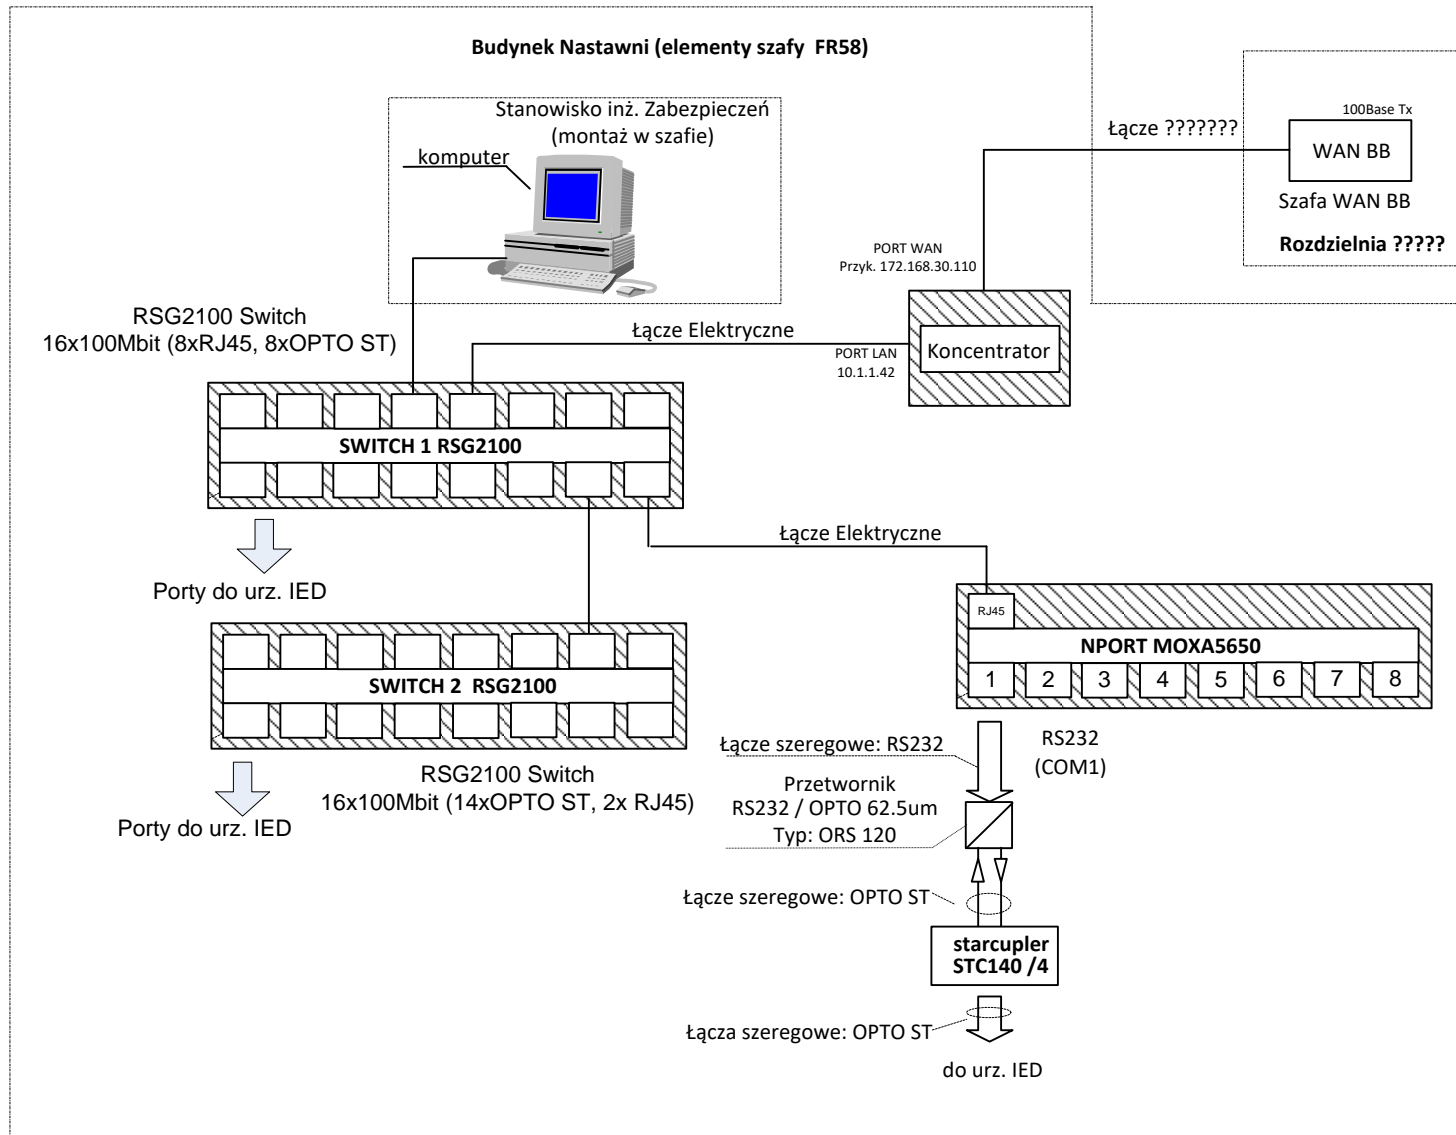 Budynek Nastawni (elementy szafy  FR58)
Stanowisko inż. Zabezpieczeń
(montaż w szafie)
komputer
100Base Tx
Łącze ???????
WAN BB
Szafa WAN BB
Rozdzielnia ?????
PORT WAN
Przyk. 172.168.30.110
RSG2100 Switch
16x100Mbit (8xRJ45, 8xOPTO ST)
Łącze Elektryczne
PORT LAN
10.1.1.42
Koncentrator
SWITCH 1 RSG2100
Łącze Elektryczne
Porty do urz. IED
RJ45
NPORT MOXA5650
1 2 3 4 5 6 7 8
SWITCH 2  RSG2100
RSG2100 Switch
16x100Mbit (14xOPTO ST, 2x RJ45)
Porty do urz. IED
Łącze szeregowe: RS232
RS232
(COM1)
Przetwornik
RS232 / OPTO 62.5um
Typ: ORS 120
Łącze szeregowe: OPTO ST
starcupler
STC140 /4
Łącza szeregowe: OPTO ST
do urz. IED